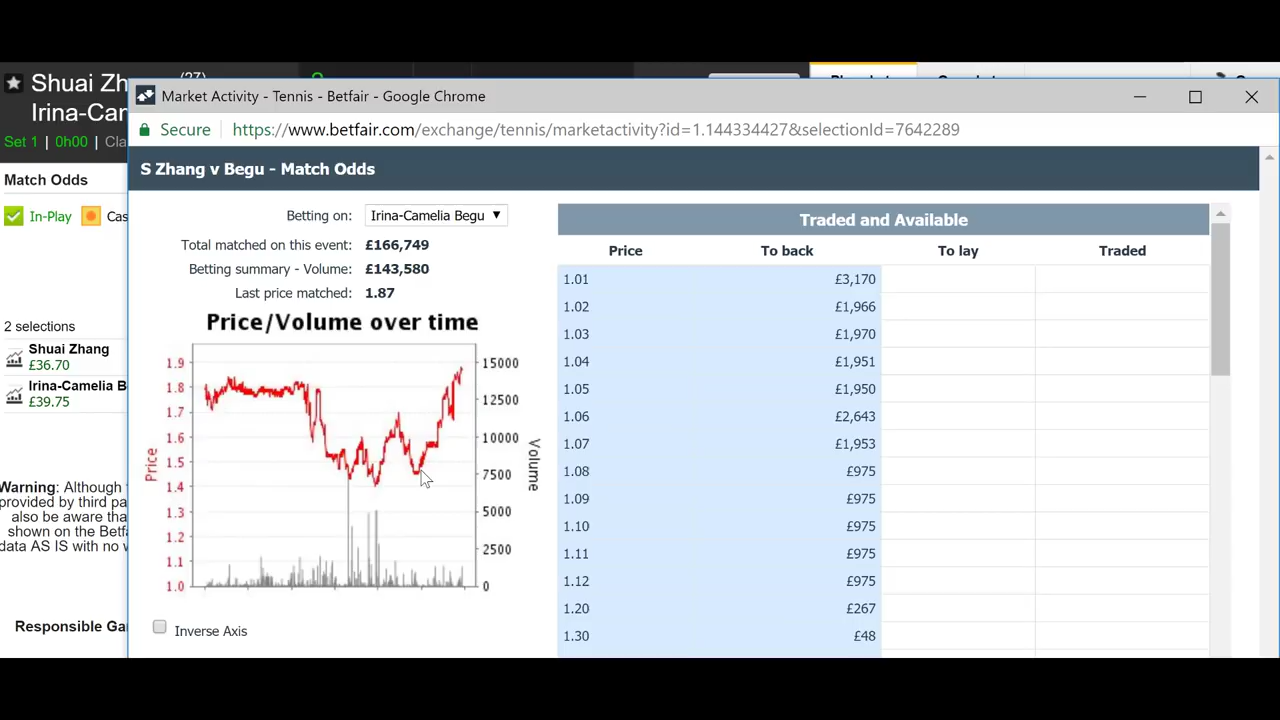 Shuai Zh
(27)
Irina-Car
Set 1 | 0h00 | Cla
Match Odds
In-Play Cas
2 selections
Shuai Zhang
£36.70
Irina-Camelia B
£39.75
Warning: Although
provided by third pa
also be aware tha
shown on the Betfa
data AS IS with no w
Responsible Gar
Market Activity - Tennis - Betfair - Google Chrome
Secure https://www.betfair.com/exchange/tennis/marketactivity?id=1.144334427&selectionId=7642289
S Zhang v Begu - Match Odds
Betting on: Irina-Camelia Begu
Total matched on this event: £166,749
Betting summary - Volume: £143,580
Last price matched: 1.87
Price/Volume over time
1.9 15000
1.8
1.7 12500
1.6 10000
1.5 7500
1.4
1.3 5000
1.2
1.1 2500
1.0 0
Price
Volume
Inverse Axis
Traded and Available
Price To back To lay Traded
1.01 £3,170
1.02 £1,966
1.03 £1,970
1.04 £1,951
1.05 £1,950
1.06 £2,643
1.07 £1,953
1.08 £975
1.09 £975
1.10 £975
1.11 £975
1.12 £975
1.20 £267
1.30 £48